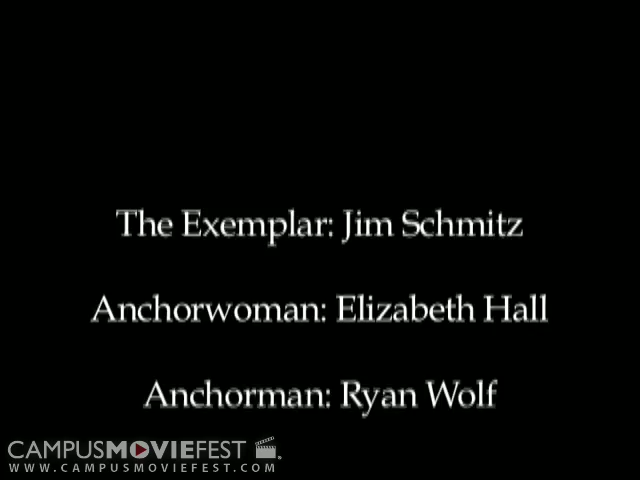 The Exemplar: Jim Schmitz
Anchorwoman: Elizabeth Hall
Anchorman: Ryan Wolf
CAMPUSMOVIEFEST
WWW.CAMPUSMOVIEFEST.COM